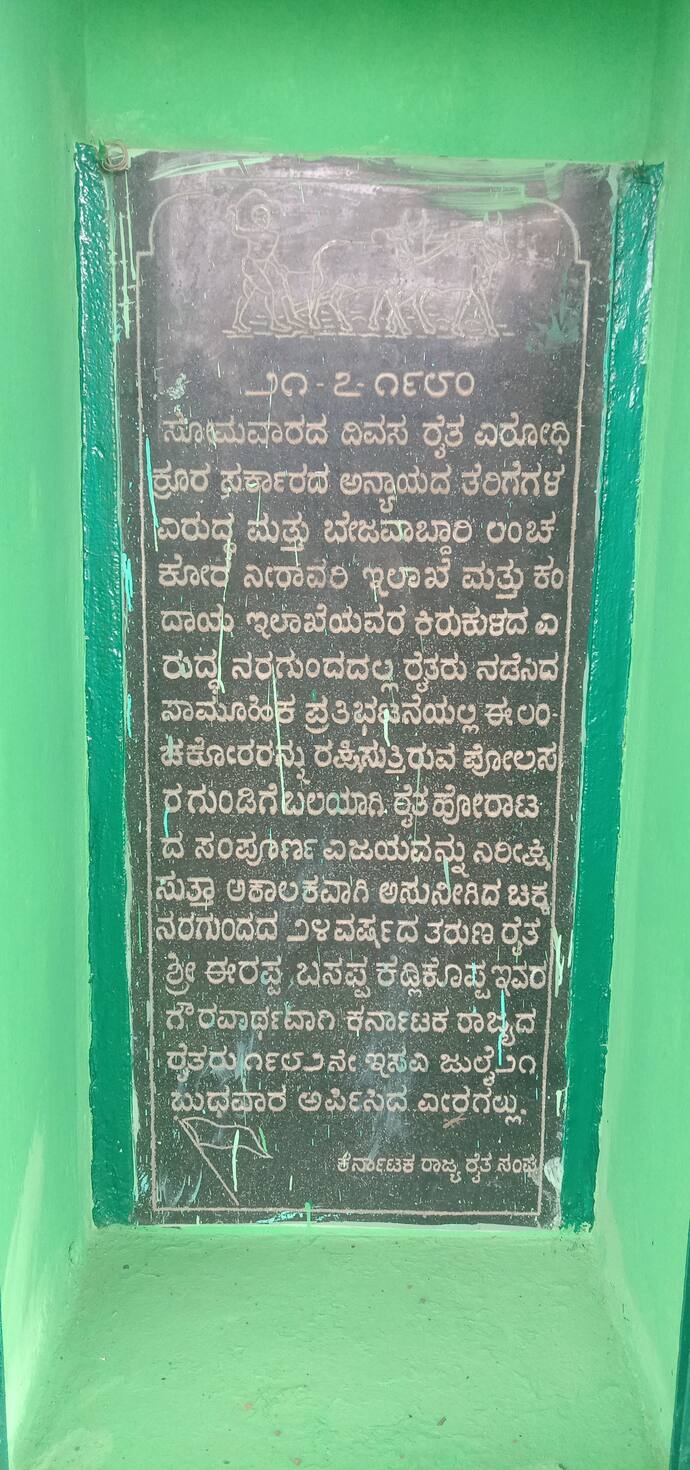 ೨೧-೭-೧೯೮೦
ಸೋಮವಾರದ ದಿವಸ ರೈತ ವಿರೋಧಿ
ಕ್ರೂರ ಸರ್ಕಾರದ ಅನ್ಯಾಯದ ತೆರಿಗೆಗಳ
ವಿರುದ್ಧ ಮತ್ತು ಬೇಜವಾಬ್ದಾರಿ ಲಂಚ
ಕೋರ ನೀರಾವರಿ ಇಲಾಖೆ ಮತ್ತು ಕಂ
ದಾಯ ಇಲಾಖೆಯವರ ಕಿರುಕುಳದ ವಿ
ರುದ್ಧ ನರಗುಂದದಲ್ಲಿ ರೈತರು ನಡೆಸಿದ
ಸಾಮೂಹಿಕ ಪ್ರತಿಭಟನೆಯಲ್ಲಿ ಈ ಲಂ-
ಚಕೋರರನ್ನು ರಕ್ಷಿಸುತ್ತಿರುವ ಪೋಲಿಸ
ರ ಗುಂಡಿಗೆ ಬಲಿಯಾಗಿ, ರೈತ ಹೋರಾಟ
ದ ಸಂಪೂರ್ಣ ವಿಜಯವನ್ನು ನಿರೀಕ್ಷಿ
ಸುತ್ತಾ ಅಕಾಲಿಕವಾಗಿ ಅಸುನೀಗಿದ ಚಿಕ್ಕ
ನರಗುಂದದ ೨೪ ವರ್ಷದ ತರುಣ ರೈತ
ಶ್ರೀ ಈರಪ್ಪ ಬಸಪ್ಪ ಕಡ್ಲಿಕೊಪ್ಪ ಇವರ
ಗೌರವಾರ್ಥವಾಗಿ ಕರ್ನಾಟಕ ರಾಜ್ಯದ
ರೈತರು ೧೯೮೨ನೇ ಇಸವಿ ಜುಲೈ ೨೧
ಬುಧವಾರ ಅರ್ಪಿಸಿದ ವೀರಗಲ್ಲು.
ಕರ್ನಾಟಕ ರಾಜ್ಯ ರೈತ ಸಂಘ